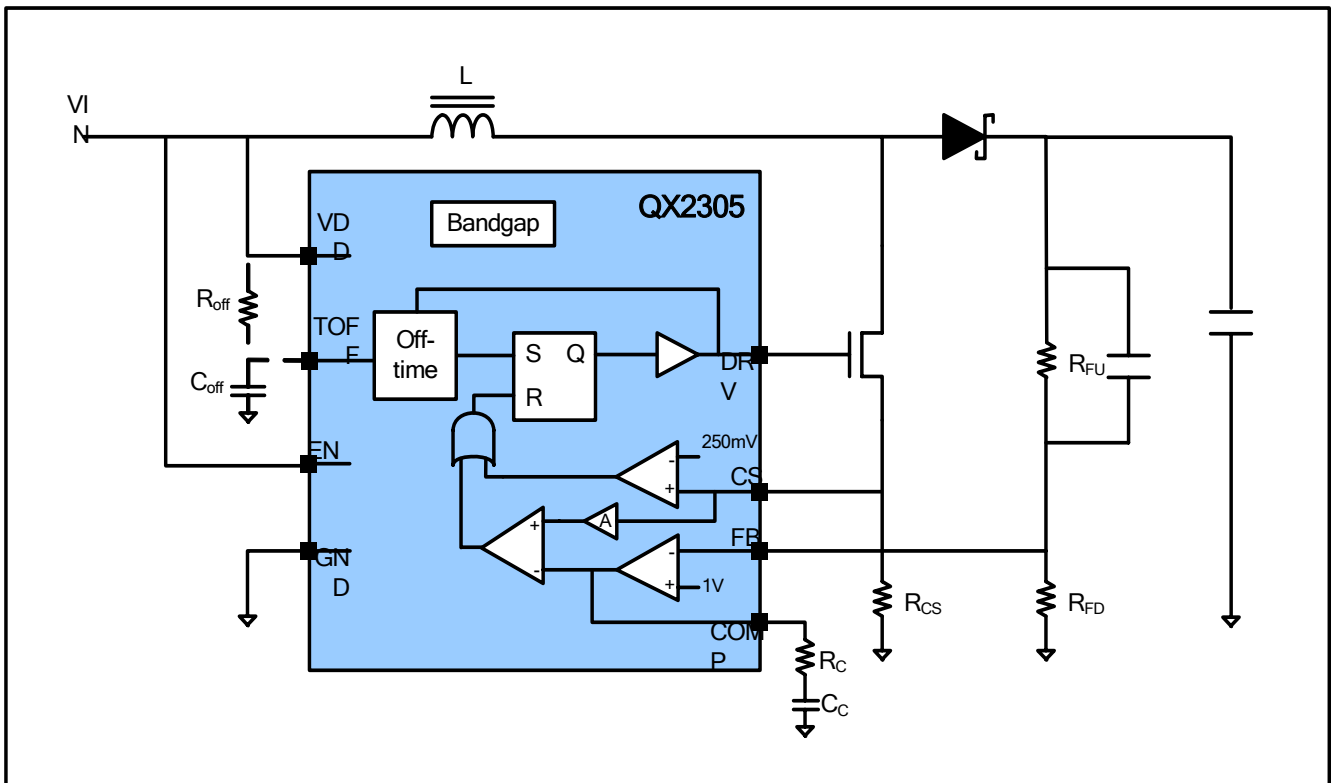 L
VI
N
QX2305
Bandgap
VD
D
Roff
TOF
F
Off-
time
S Q
R
DR
V
Coff
RFU
250mV
EN
-
+
CS
A
+
-
FB
-
+
1V
GN
D
RCS
RFD
COM
P
RC
CC